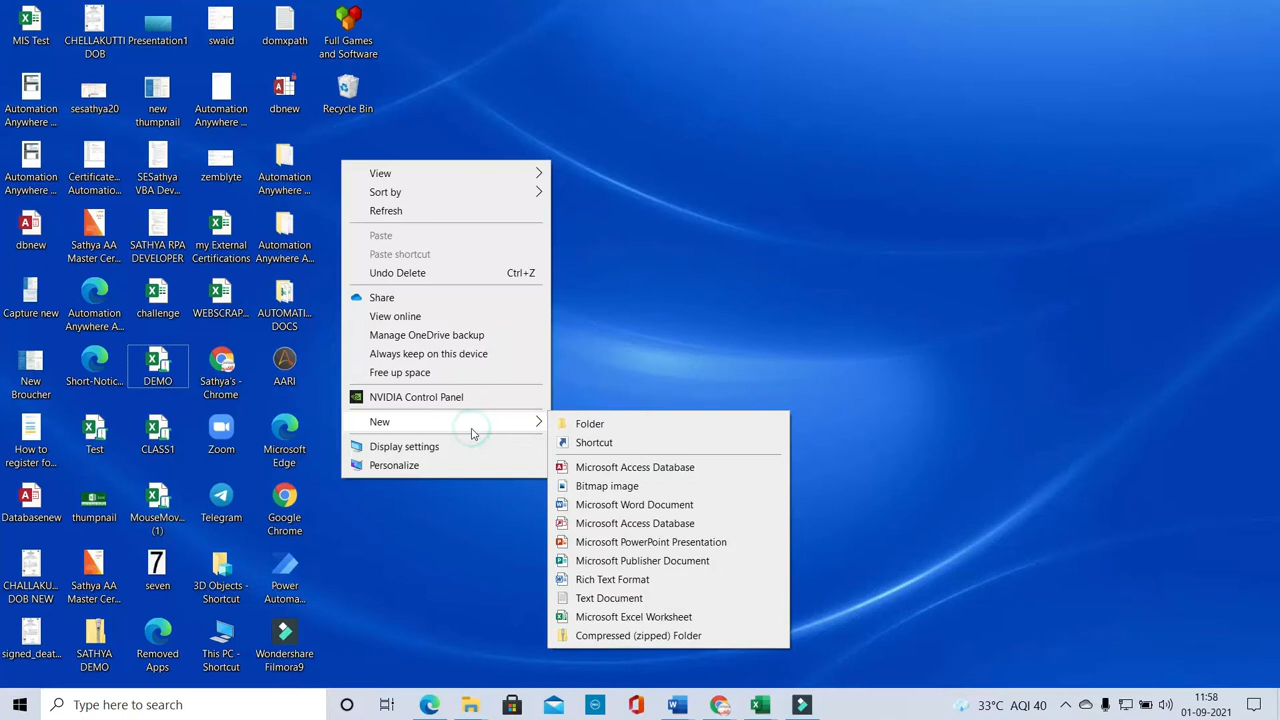 MIS Test
CHELLAKUTTI
DOB
Presentation1
swaid
domxpath
Full Games
and Software
Automation
Anywhere ...
sesathya20
new
thumpnail
Automation
Anywhere ...
dbnew
Recycle Bin
Automation
Anywhere ...
Certificate...
Automatio...
SESathya
VBA Dev...
zemblyte
Automation
Anywhere ...
dbnew
Sathya AA
Master Cer...
SATHYA RPA
DEVELOPER
my External
Certifications
Automation
Anywhere A...
Capture new
Automation
Anywhere A...
challenge
WEBSCRAP...
AUTOMATI...
DOCS
New
Broucher
Short-Notic...
DEMO
Sathya's -
Chrome
AARI
How to
register fo...
Test
CLASS1
Zoom
Microsoft
Edge
Databasenew
thumpnail
MouseMov...
(1)
Telegram
Google
Chrome
CHALLAKU...
DOB NEW
Sathya AA
Master Cer...
7
seven
3D Objects -
Shortcut
Power
Automa...
signed_deat...
SATHYA
DEMO
Removed
Apps
This PC -
Shortcut
Wondershare
Filmora9
View
Sort by
Refresh
Paste
Paste shortcut
Undo Delete Ctrl+Z
Share
View online
Manage OneDrive backup
Always keep on this device
Free up space
NVIDIA Control Panel
New
Display settings
Personalize
Folder
Shortcut
Microsoft Access Database
Bitmap image
Microsoft Word Document
Microsoft Access Database
Microsoft PowerPoint Presentation
Microsoft Publisher Document
Rich Text Format
Text Document
Microsoft Excel Worksheet
Compressed (zipped) Folder
Type here to search
33°C AQI 40
11:58
01-09-2021